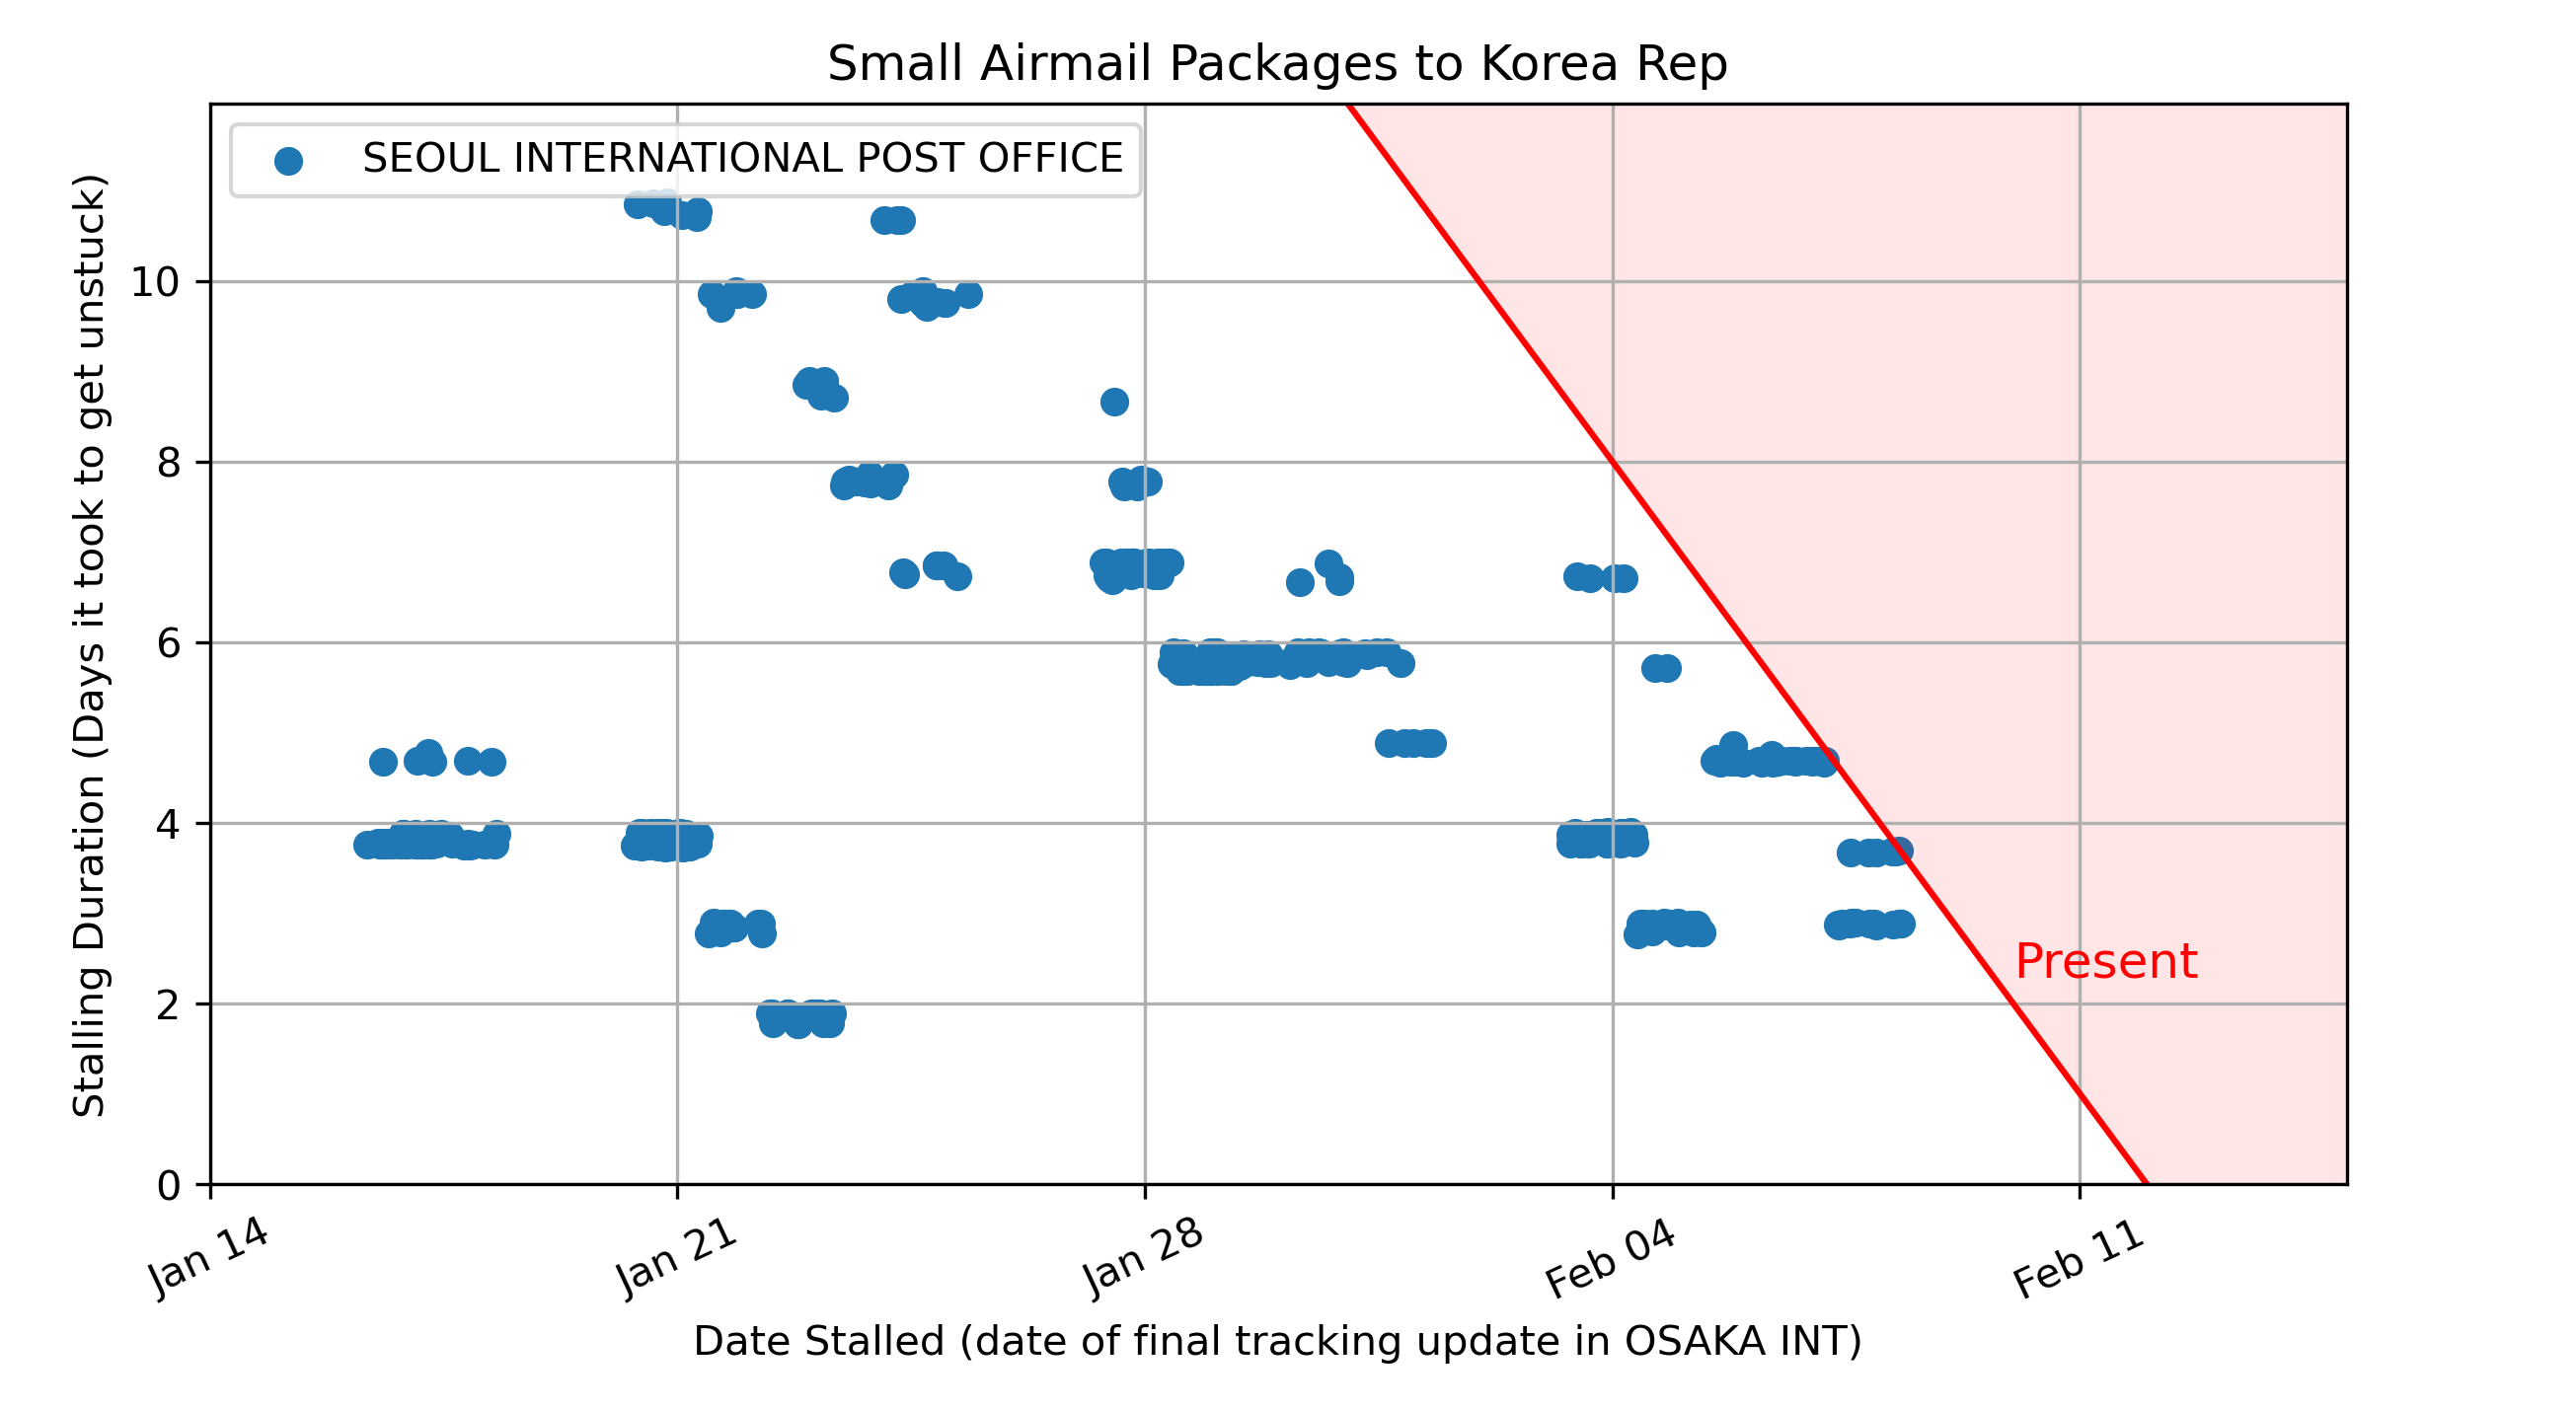 Small Airmail Packages to Korea Rep
SEOUL INTERNATIONAL POST OFFICE
Stalling Duration (Days it took to get unstuck)
10
8
6
4
2
0
Present
Jan 14
Jan 21
Jan 28
Feb 04
Feb 11
Date Stalled (date of final tracking update in OSAKA INT)